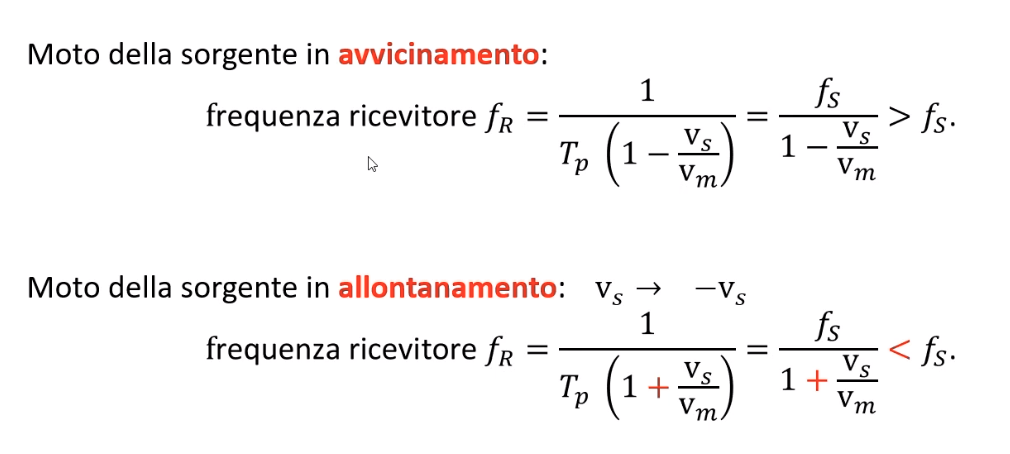 Moto della sorgente in avvicinamento:
frequenza ricevitore $f_R = \frac{1}{T_p \left(1 - \frac{v_s}{v_m}\right)} = \frac{f_S}{1 - \frac{v_s}{v_m}} > f_S.$
Moto della sorgente in allontanamento: $v_s \rightarrow -v_s$
frequenza ricevitore $f_R = \frac{1}{T_p \left(1 + \frac{v_s}{v_m}\right)} = \frac{f_S}{1 + \frac{v_s}{v_m}} < f_S.$